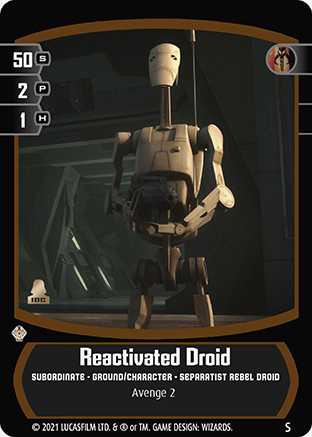 50 S
2 P
1 H
IDC
Reactivated Droid
SUBORDINATE - GROUND/CHARACTER - SEPARATIST REBEL DROID
Avenge 2
© 2021 LUCASFILM LTD. & ® or TM. GAME DESIGN: WIZARDS. S